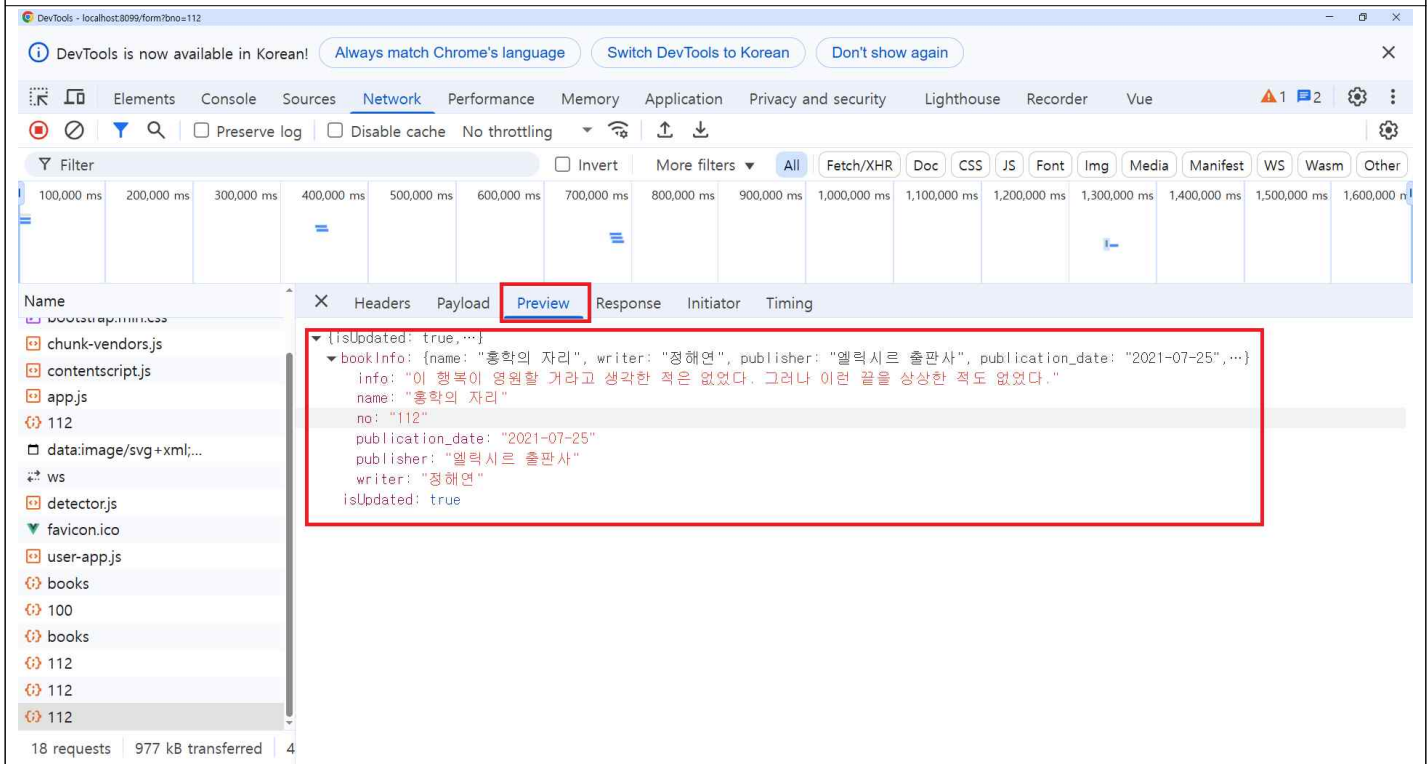 DevTools - localhost:8099/form?bno=112
DevTools is now available in Korean! Always match Chrome's language Switch DevTools to Korean Don't show again
Elements Console Sources Network Performance Memory Application Privacy and security Lighthouse Recorder Vue 1 2
Preserve log Disable cache No throttling
Filter Invert More filters All Fetch/XHR Doc CSS JS Font Img Media Manifest WS Wasm Other
100,000 ms 200,000 ms 300,000 ms 400,000 ms 500,000 ms 600,000 ms 700,000 ms 800,000 ms 900,000 ms 1,000,000 ms 1,100,000 ms 1,200,000 ms 1,300,000 ms 1,400,000 ms 1,500,000 ms 1,600,000 m
Name
bootstrap.min.css
chunk-vendors.js
contentscript.js
app.js
112
data:image/svg+xml;...
ws
detector.js
favicon.ico
user-app.js
books
100
books
112
112
112
18 requests 977 kB transferred 4
Headers Payload Preview Response Initiator Timing
{isUpdated: true,…}
bookInfo: {name: "홍학의 자리", writer: "정해연", publisher: "엘릭시르 출판사", publication_date: "2021-07-25",…}
info: "이 행복이 영원할 거라고 생각한 적은 없었다. 그러나 이런 끝을 상상한 적도 없었다."
name: "홍학의 자리"
no: "112"
publication_date: "2021-07-25"
publisher: "엘릭시르 출판사"
writer: "정해연"
isUpdated: true